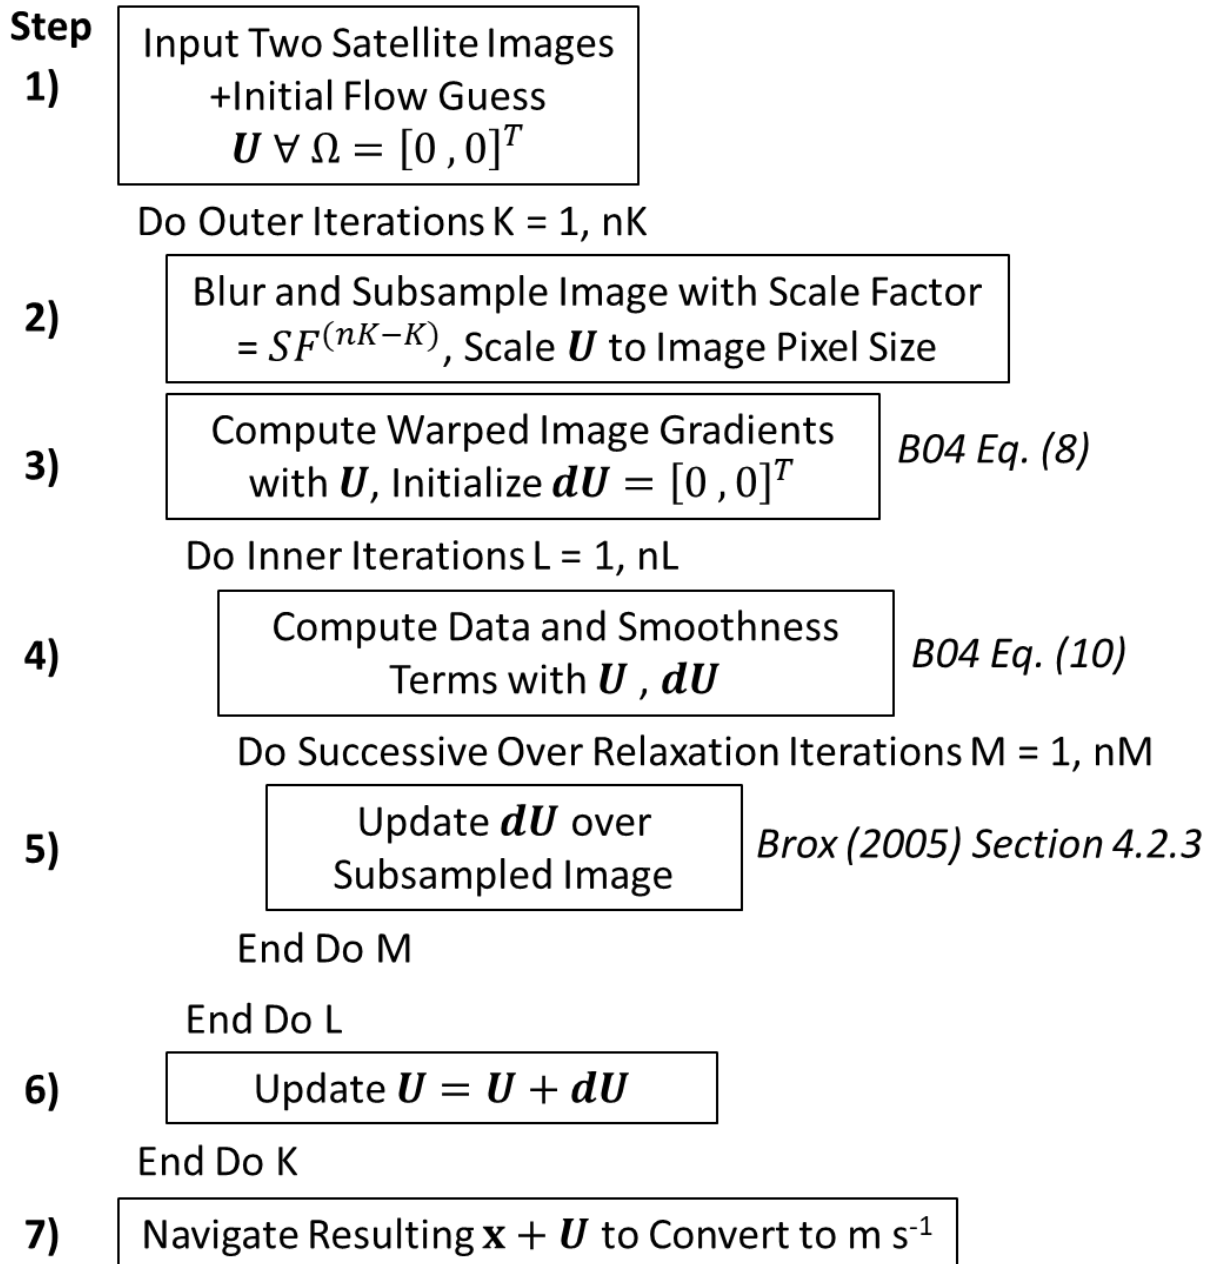 Step
1)
Input Two Satellite Images
+Initial Flow Guess
U ∀ Ω = [0 ,0]ᵀ
Do Outer Iterations K = 1, nK
2)
Blur and Subsample Image with Scale Factor
= SF^(nK−K), Scale U to Image Pixel Size
3)
Compute Warped Image Gradients
with U, Initialize dU = [0 ,0]ᵀ
B04 Eq. (8)
Do Inner Iterations L = 1, nL
4)
Compute Data and Smoothness
Terms with U , dU
B04 Eq. (10)
Do Successive Over Relaxation Iterations M = 1, nM
5)
Update dU over
Subsampled Image
Brox (2005) Section 4.2.3
End Do M
End Do L
6)
Update U = U + dU
End Do K
7)
Navigate Resulting x + U to Convert to m s⁻¹